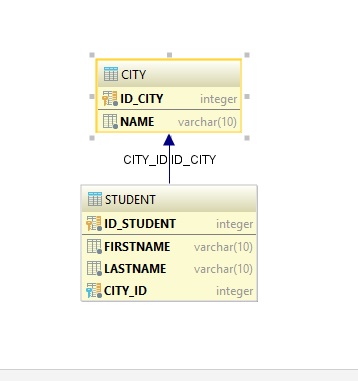 CITY
ID_CITY integer
NAME varchar(10)
CITY_ID:ID_CITY
STUDENT
ID_STUDENT integer
FIRSTNAME varchar(10)
LASTNAME varchar(10)
CITY_ID integer